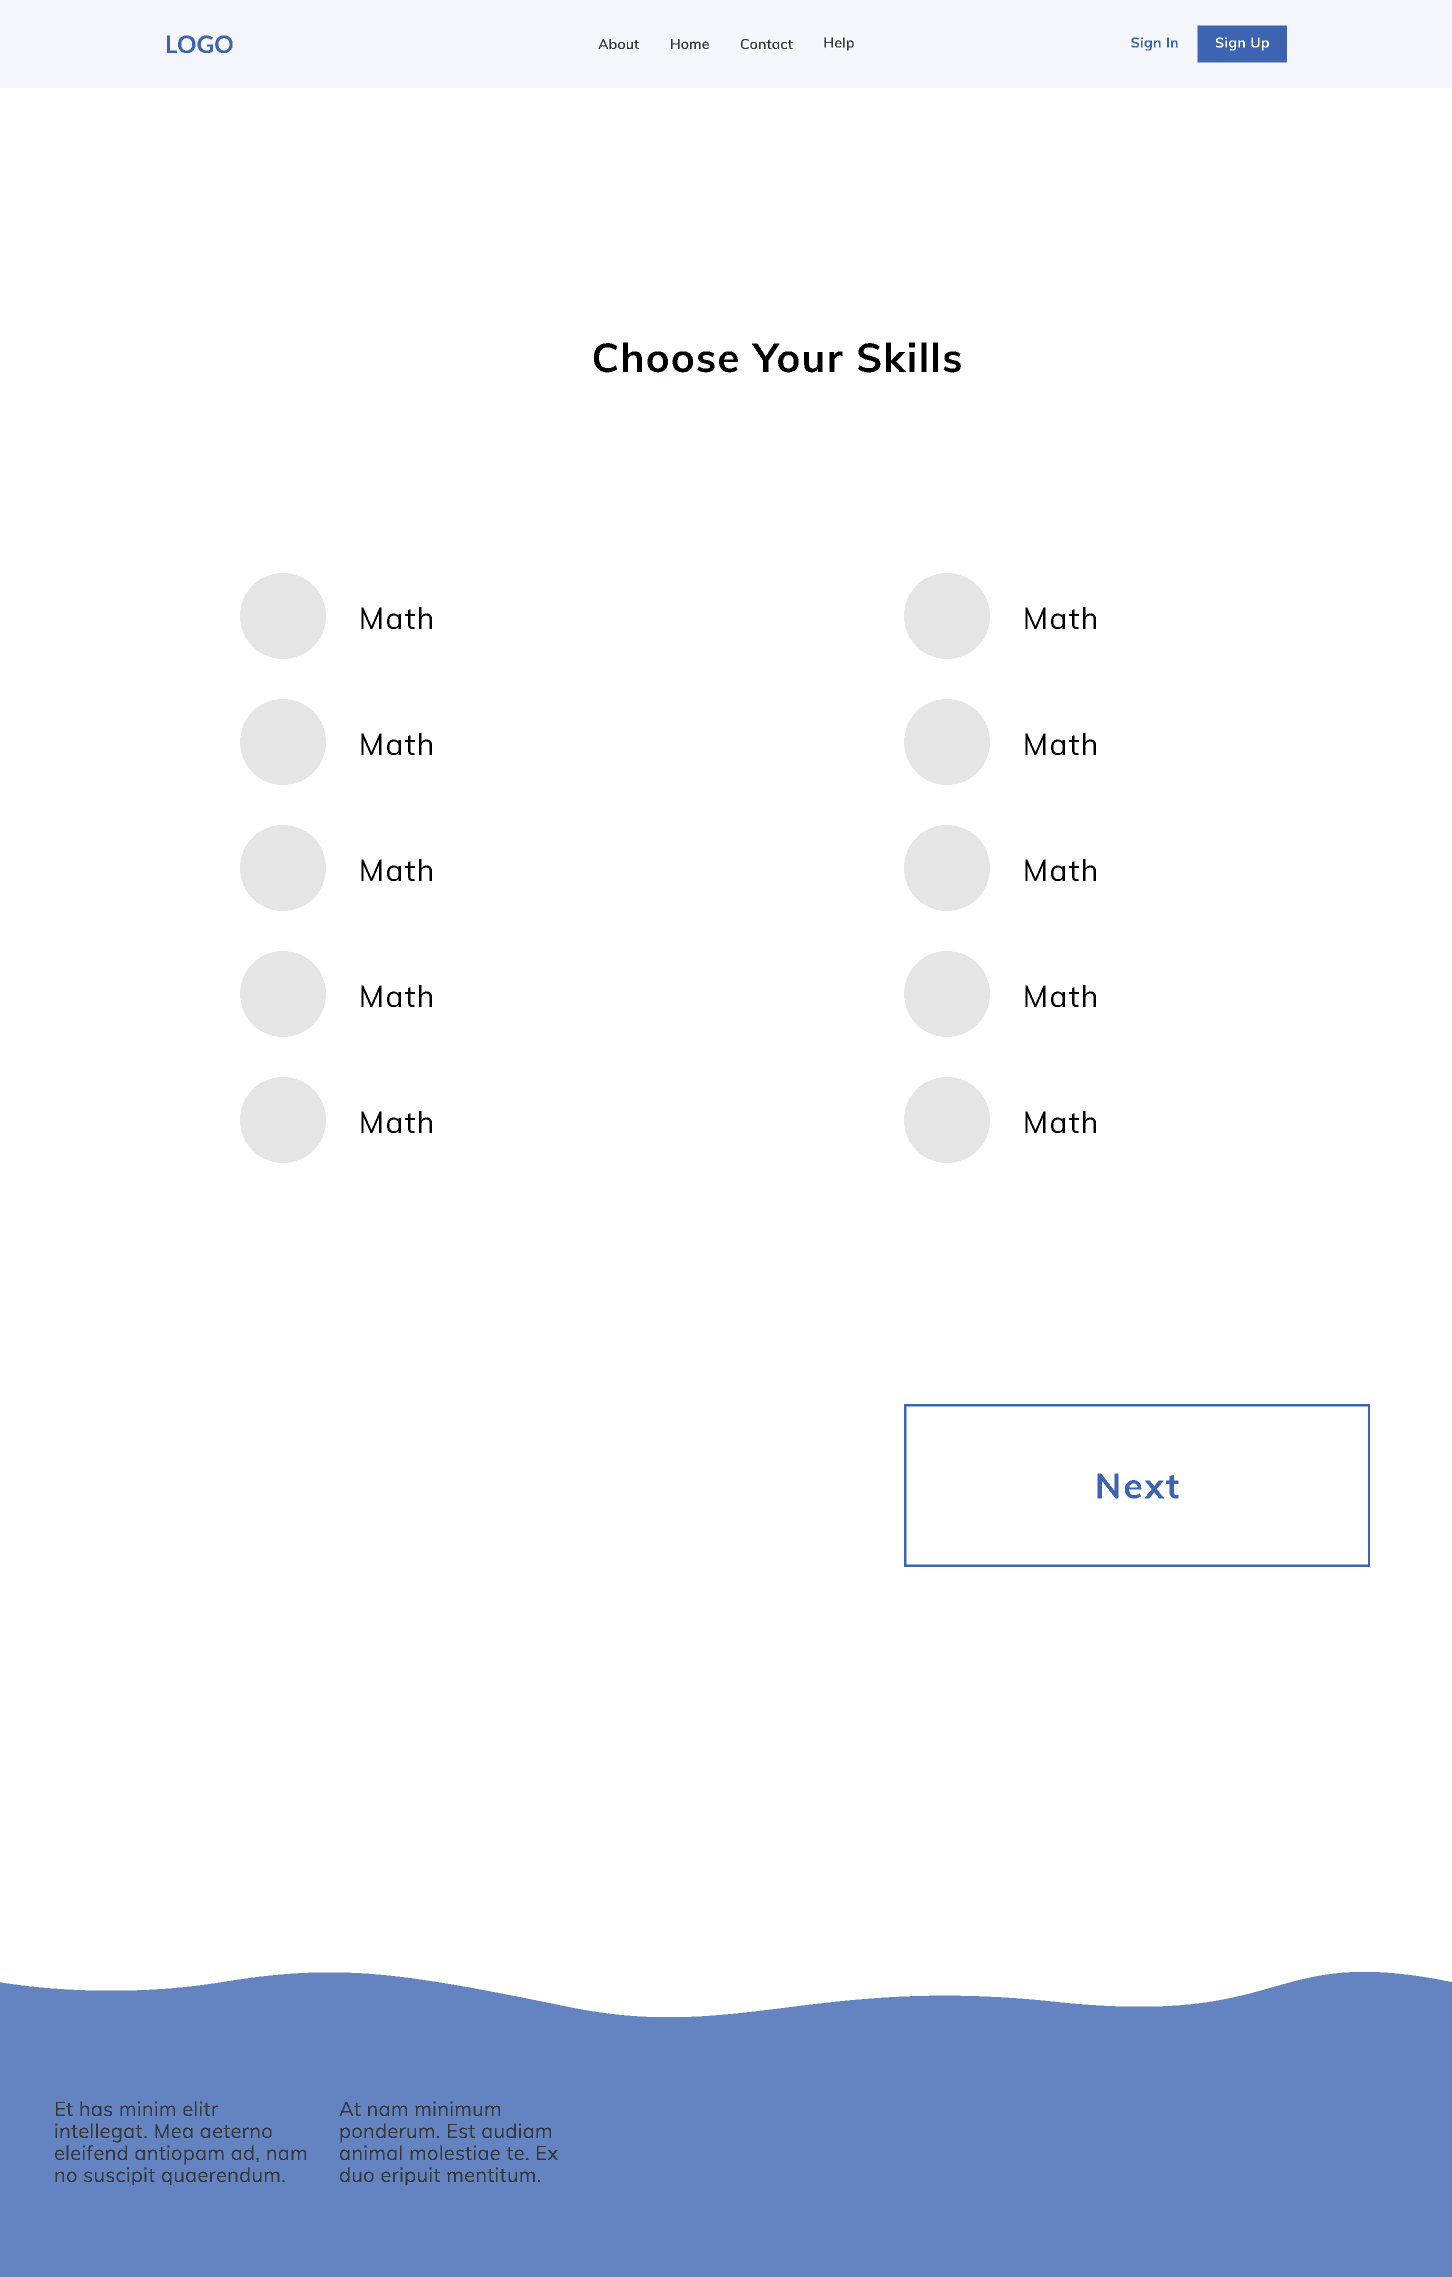 LOGO
About Home Contact Help
Sign In Sign Up
Choose Your Skills
Math Math
Math Math
Math Math
Math Math
Math Math
Next
Et has minim elitr
intellegat. Mea aeterno
eleifend antiopam ad, nam
no suscipit quaerendum.
At nam minimum
ponderum. Est audiam
animal molestiae te. Ex
duo eripuit mentitum.